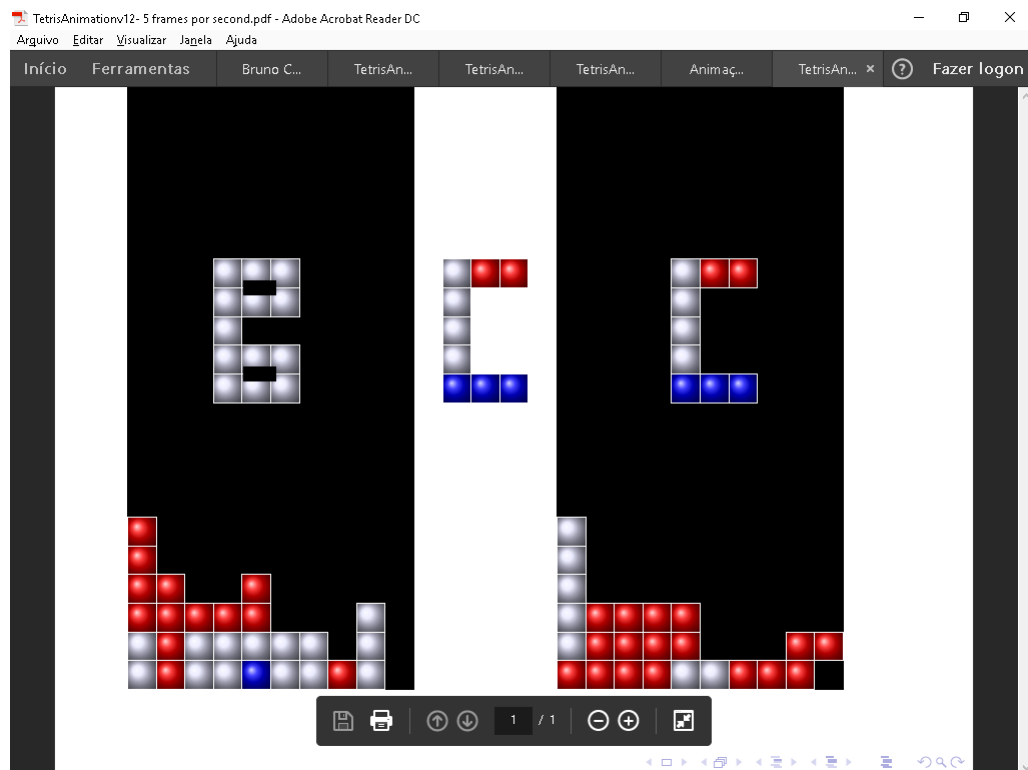 TetrisAnimationv12- 5 frames por second.pdf - Adobe Acrobat Reader DC
Arquivo Editar Visualizar Janela Ajuda
Início Ferramentas Bruno C... TetrisAn... TetrisAn... TetrisAn... Animaç... TetrisAn... × ? Fazer logon
B C C
1 / 1